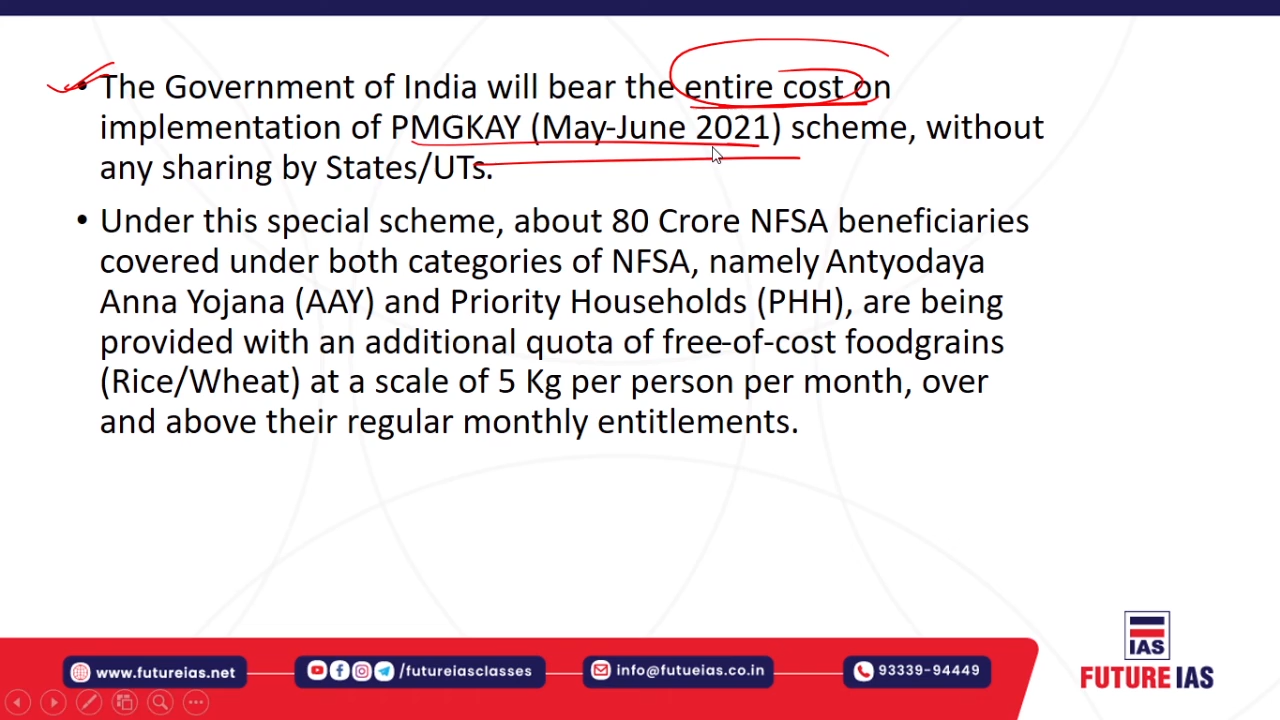 • The Government of India will bear the entire cost on
implementation of PMGKAY (May-June 2021) scheme, without
any sharing by States/UTs.
• Under this special scheme, about 80 Crore NFSA beneficiaries
covered under both categories of NFSA, namely Antyodaya
Anna Yojana (AAY) and Priority Households (PHH), are being
provided with an additional quota of free-of-cost foodgrains
(Rice/Wheat) at a scale of 5 Kg per person per month, over
and above their regular monthly entitlements.
IAS
www.futureias.net
/futureiasclasses
info@futueias.co.in
93339-94449
FUTURE IAS